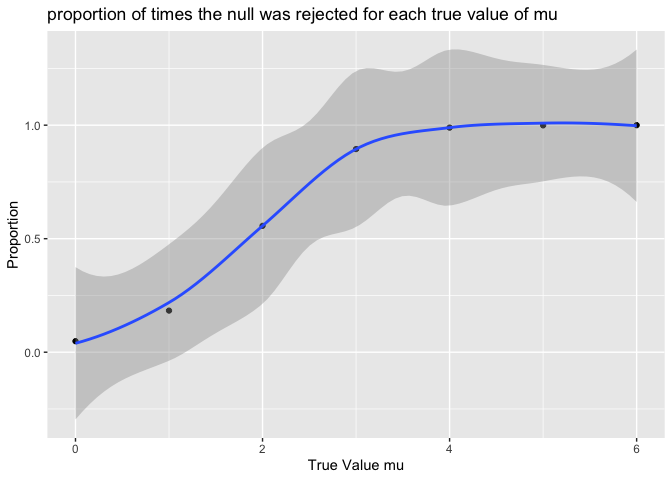 proportion of times the null was rejected for each true value of mu
Proportion
1.0
0.5
0.0
0 2 4 6
True Value mu